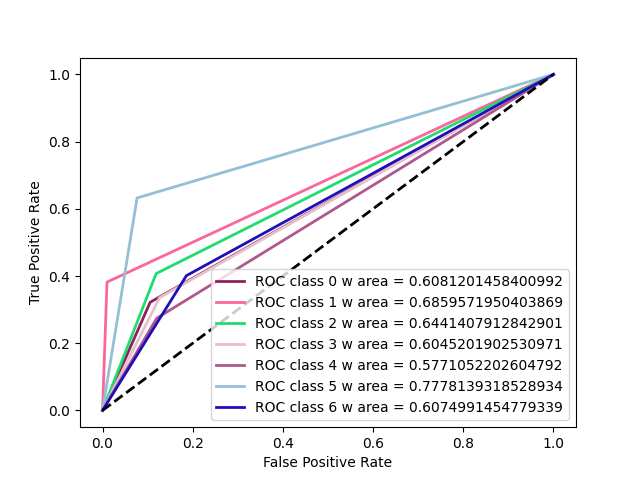 1.0
0.8
0.6
0.4
0.2
0.0
True Positive Rate
ROC class 0 w area = 0.6081201458400992
ROC class 1 w area = 0.6859571950403869
ROC class 2 w area = 0.6441407912842901
ROC class 3 w area = 0.6045201902530971
ROC class 4 w area = 0.5771052202604792
ROC class 5 w area = 0.7778139318528934
ROC class 6 w area = 0.6074991454779339
0.0 0.2 0.4 0.6 0.8 1.0
False Positive Rate